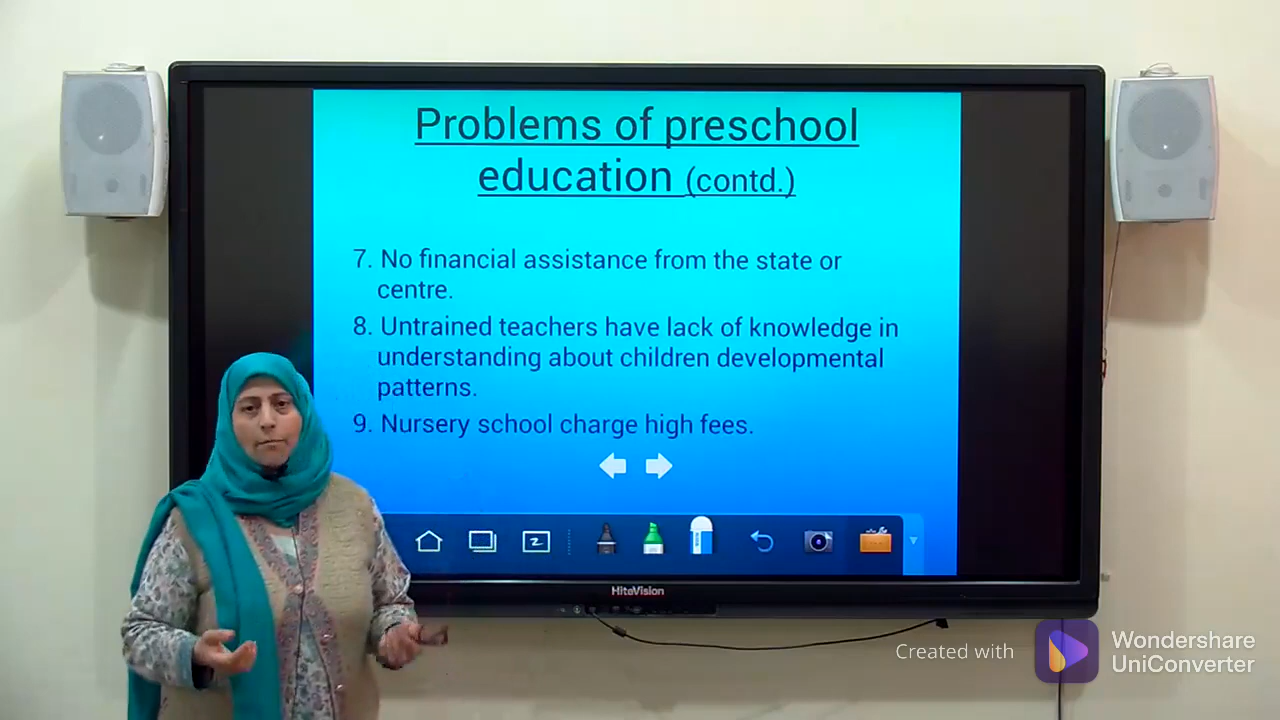 Problems of preschool
education (contd.)
7. No financial assistance from the state or
centre.
8. Untrained teachers have lack of knowledge in
understanding about children developmental
patterns.
9. Nursery school charge high fees.
HiteVision
Created with
Wondershare
UniConverter